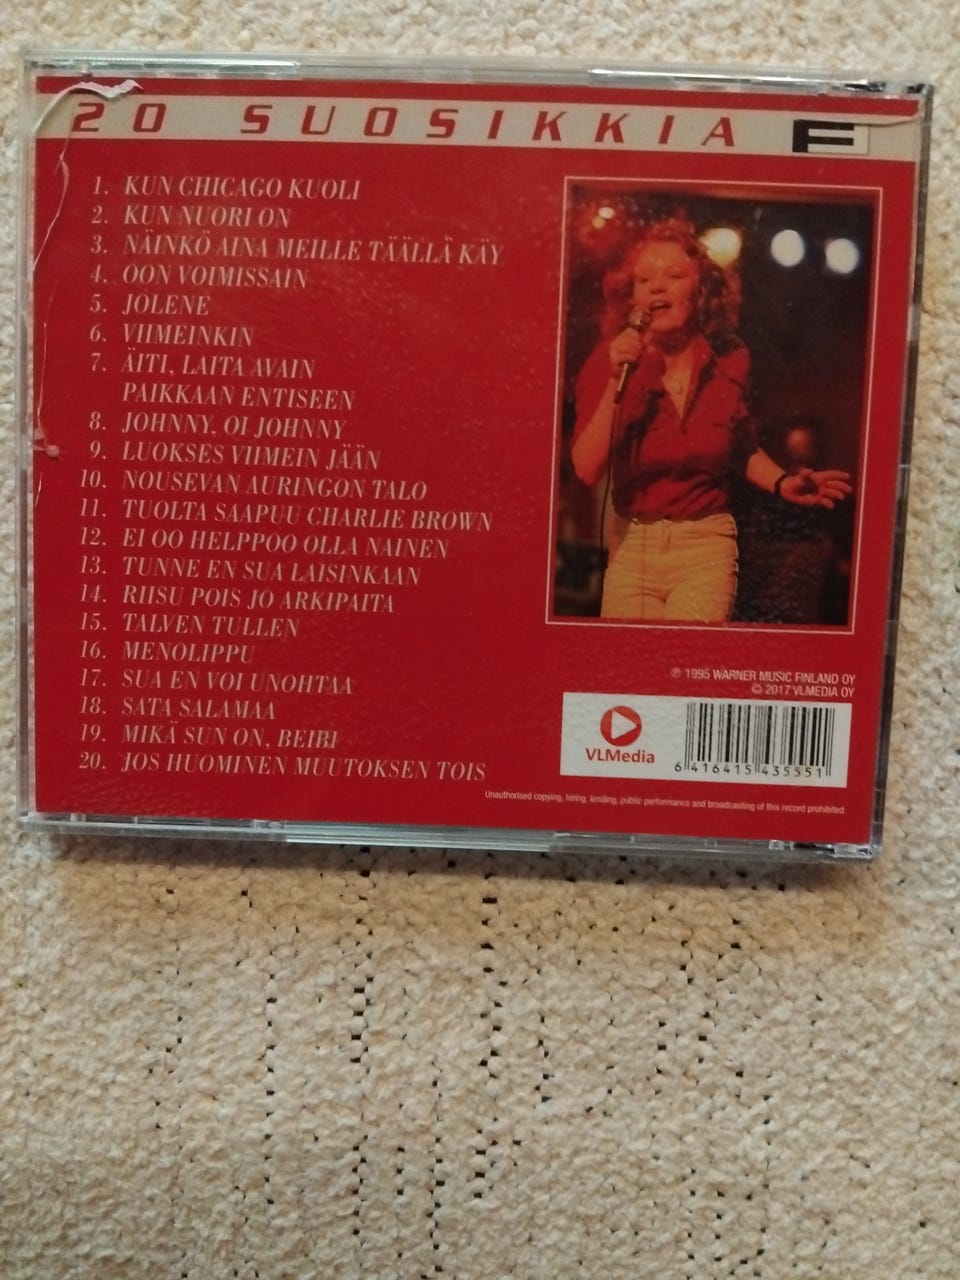 20 SUOSIKKIA F
1. KUN CHICAGO KUOLI
2. KUN NUORI ON
3. NÄINKÖ AINA MEILLE TÄÄLLÄ KÄY
4. OON VOIMISSAIN
5. JOLENE
6. VIIMEINKIN
7. ÄITI, LAITA AVAIN
PAIKKAAN ENTISEEN
8. JOHNNY, OI JOHNNY
9. LUOKSES VIIMEIN JÄÄN
10. NOUSEVAN AURINGON TALO
11. TUOLTA SAAPUU CHARLIE BROWN
12. EI OO HELPPOO OLLA NAINEN
13. TUNNE EN SUA LAISINKAAN
14. RIISU POIS JO ARKIPAITA
15. TALVEN TULLEN
16. MENOLIPPU
17. SUA EN VOI UNOHTAA
18. SATA SALAMAA
19. MIKÄ SUN ON, BEIBI
20. JOS HUOMINEN MUUTOKSEN TOIS
℗ 1995 WARNER MUSIC FINLAND OY
© 2017 VLMEDIA OY
VLMedia
6 416415 435551
Unauthorised copying, hiring, lending, public performance and broadcasting of this record prohibited.